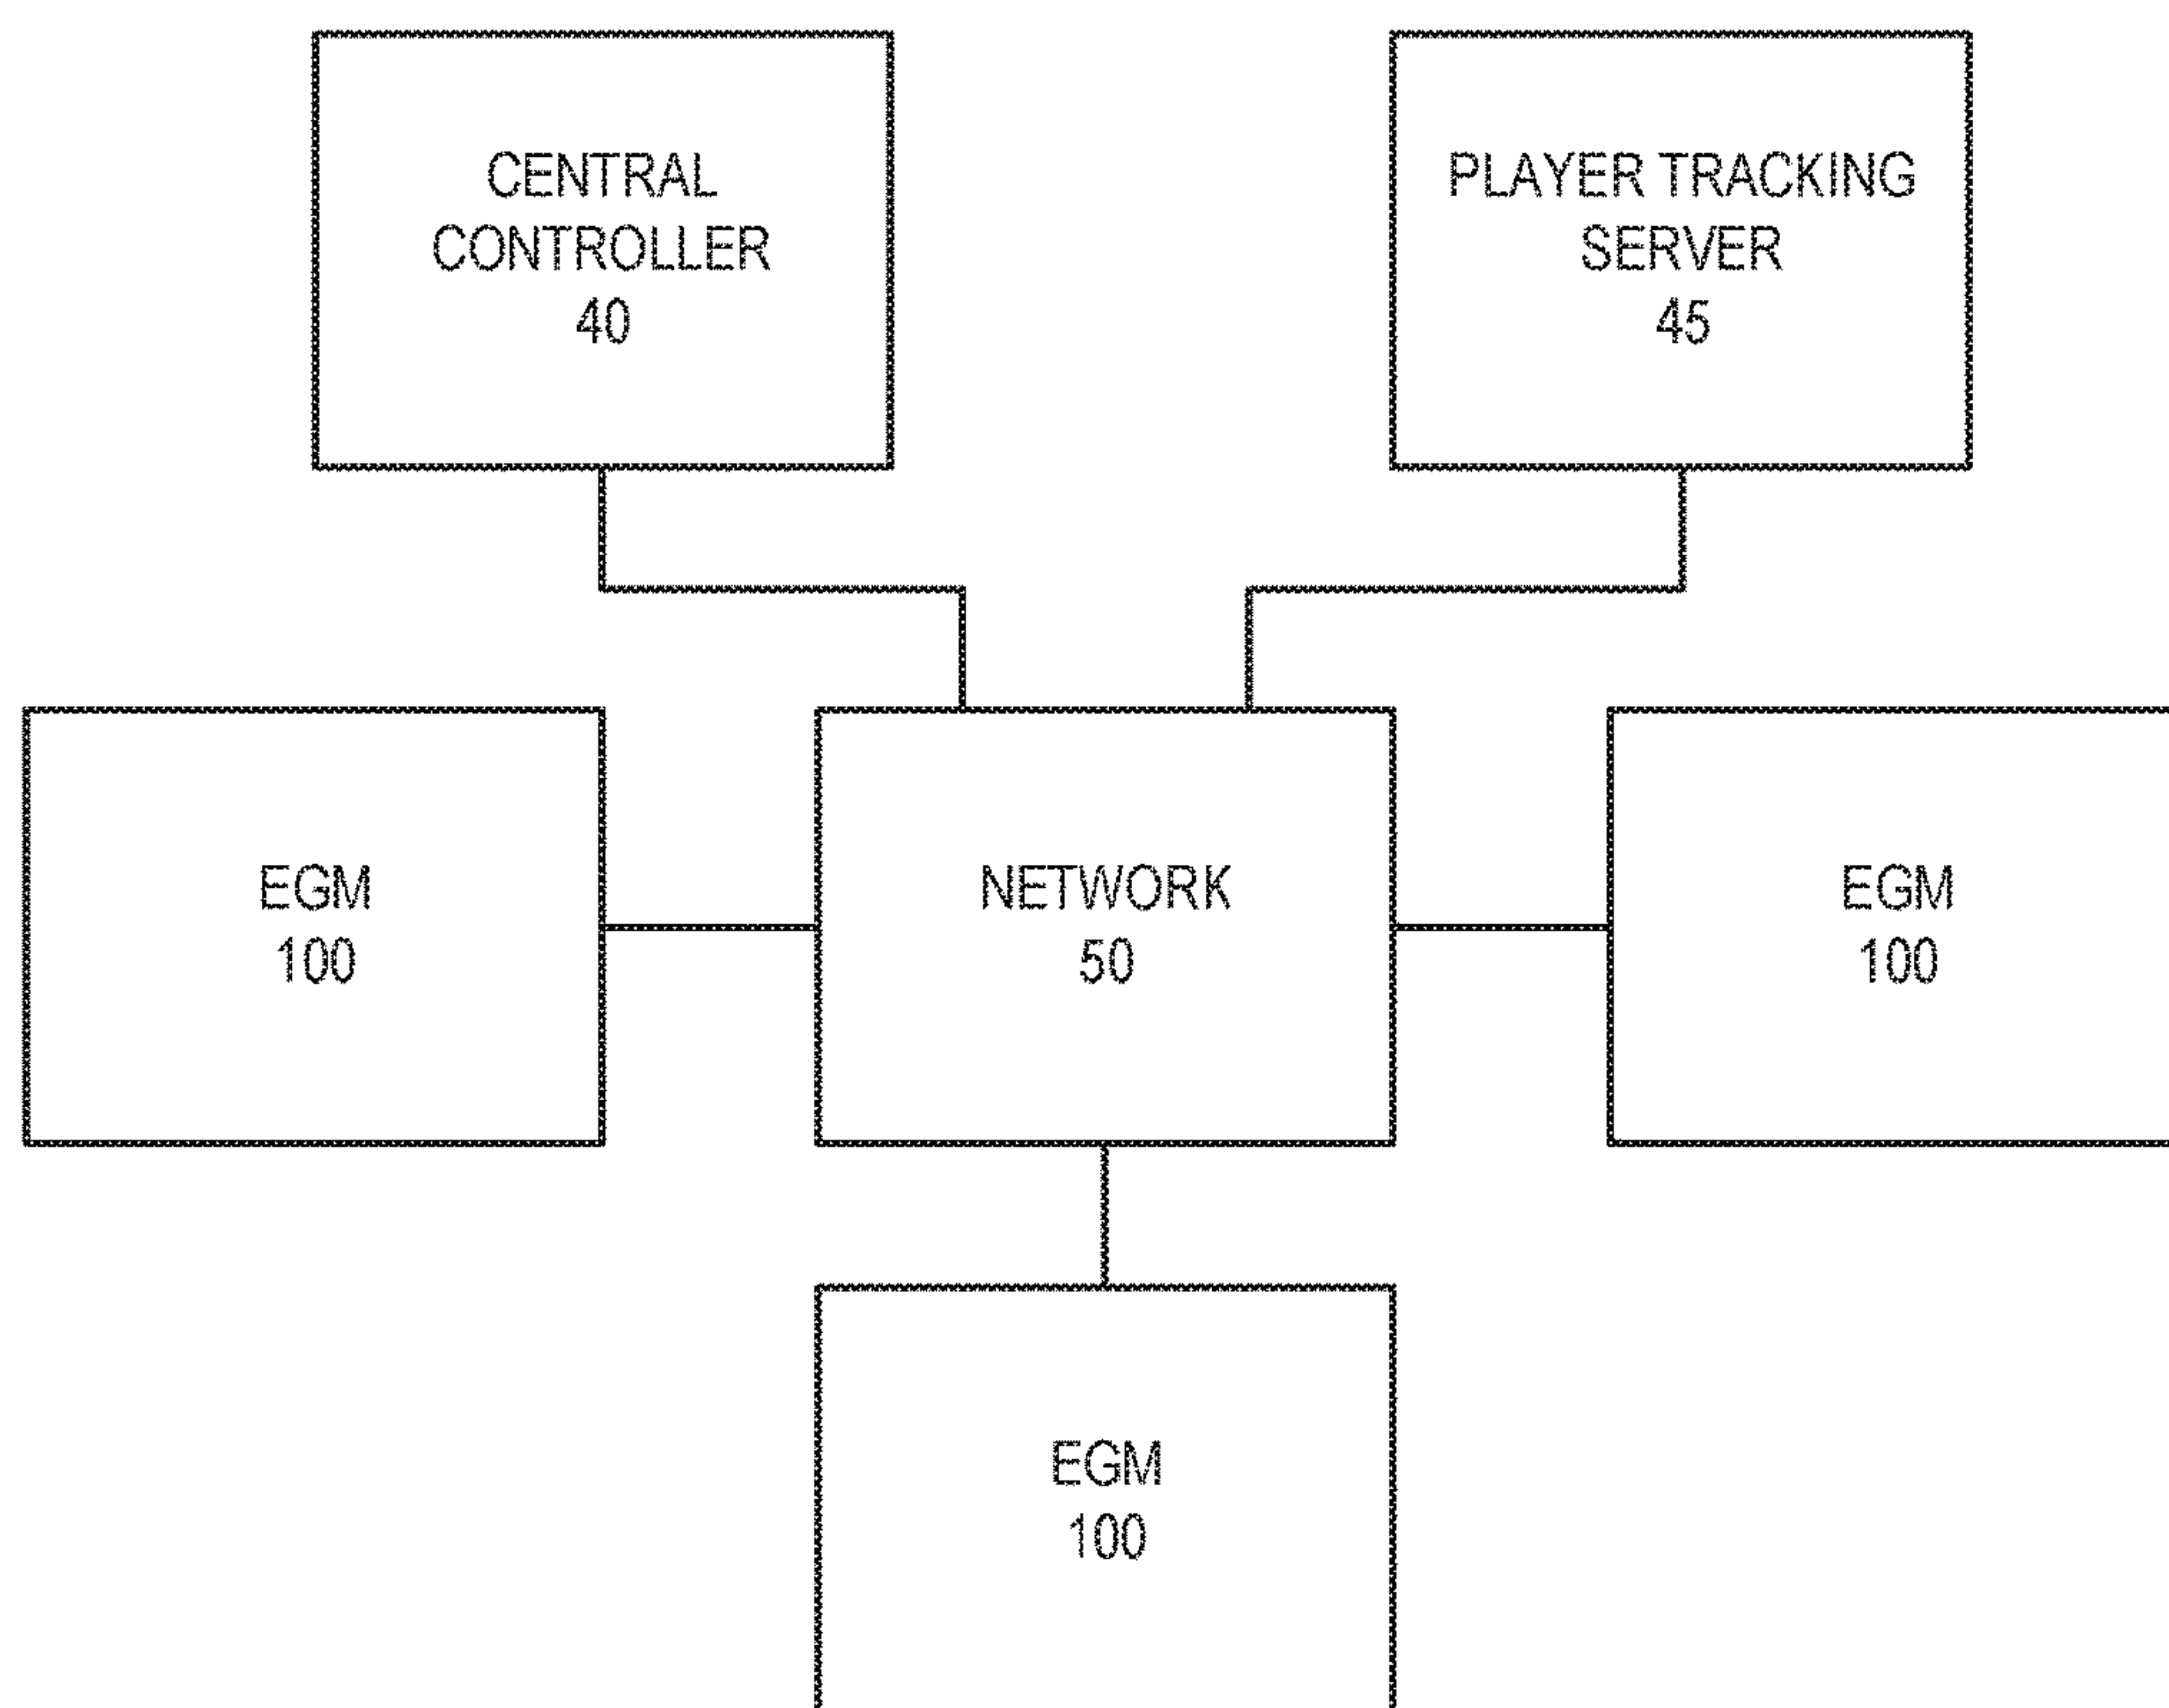 CENTRAL
CONTROLLER
40
PLAYER TRACKING
SERVER
45
EGM
100
NETWORK
50
EGM
100
EGM
100